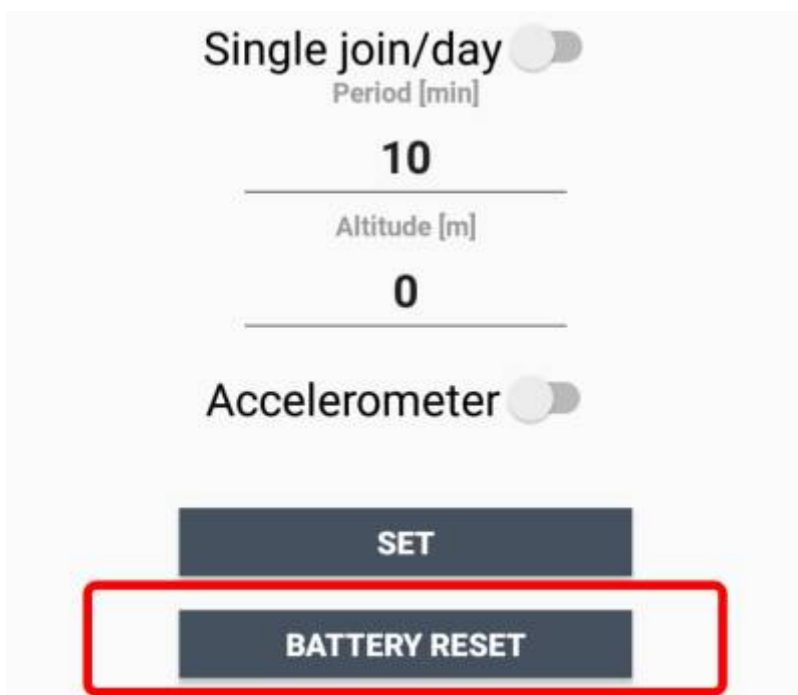 Single join/day
Period [min]
10
Altitude [m]
0
Accelerometer
SET
BATTERY RESET